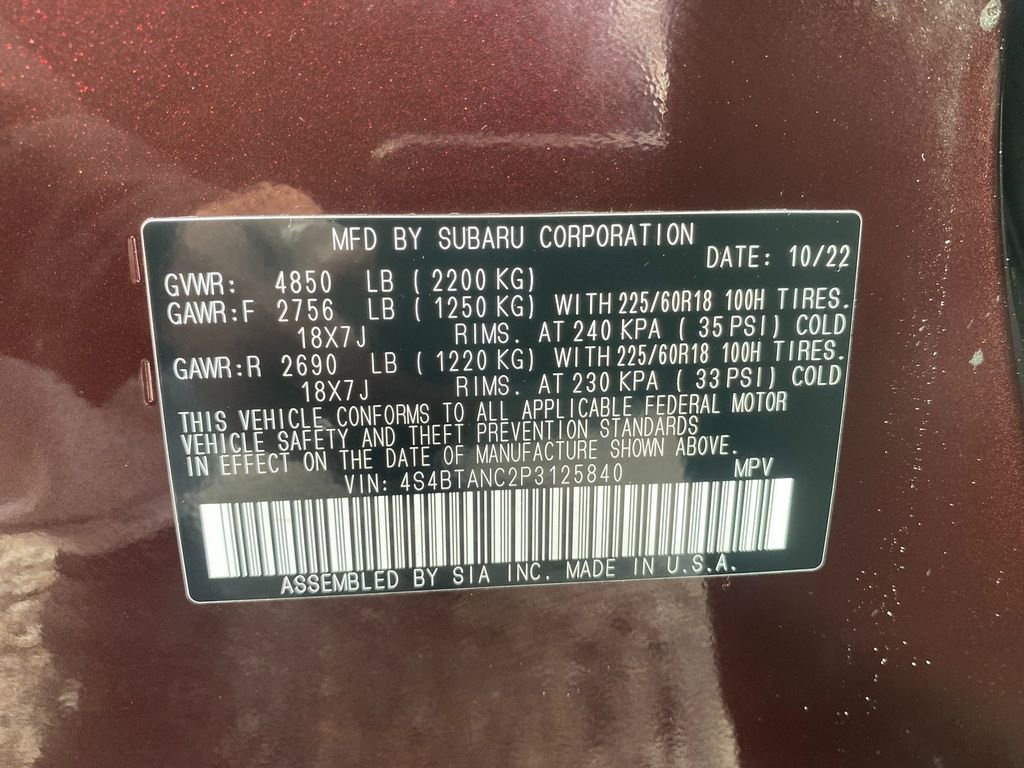 MFD BY SUBARU CORPORATION
DATE: 10/22
GVWR: 4850 LB ( 2200 KG)
GAWR:F 2756 LB ( 1250 KG) WITH 225/60R18 100H TIRES.
18X7J RIMS. AT 240 KPA ( 35 PSI) COLD
GAWR:R 2690 LB ( 1220 KG) WITH 225/60R18 100H TIRES.
18X7J RIMS. AT 230 KPA ( 33 PSI) COLD
THIS VEHICLE CONFORMS TO ALL APPLICABLE FEDERAL MOTOR
VEHICLE SAFETY AND THEFT PREVENTION STANDARDS
IN EFFECT ON THE DATE OF MANUFACTURE SHOWN ABOVE.
VIN: 4S4BTANC2P3125840 MPV
ASSEMBLED BY SIA INC. MADE IN U.S.A.